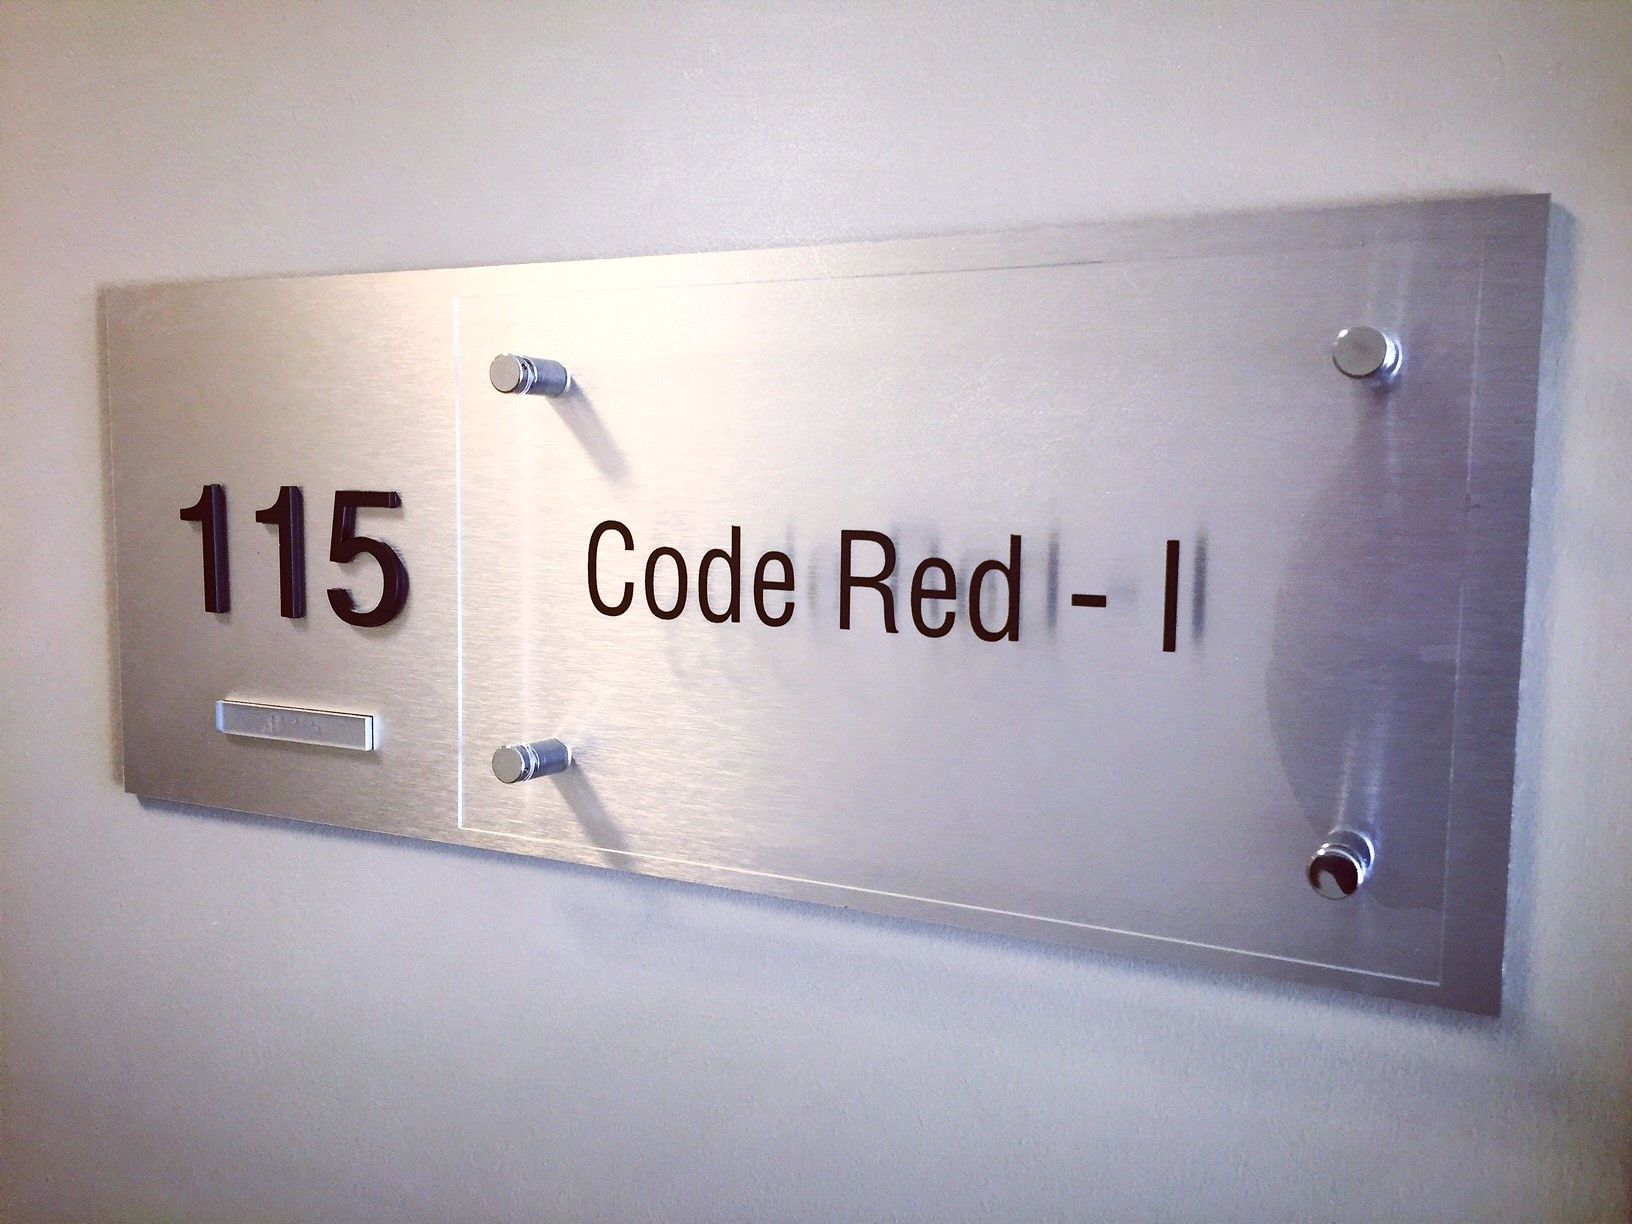 115
Code Red - I